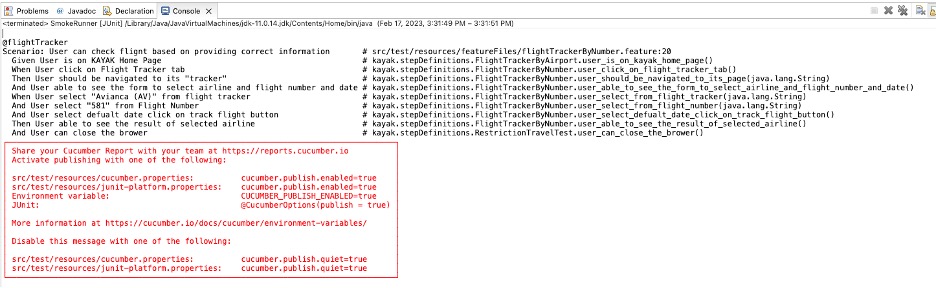 Problems @ Javadoc Declaration Console
<terminated> SmokeRunner [JUnit] /Library/Java/JavaVirtualMachines/jdk-11.0.14.jdk/Contents/Home/bin/java (Feb 17, 2023, 3:31:49 PM – 3:31:51 PM)
@flightTracker
Scenario: User can check flight based on providing correct information # src/test/resources/featureFiles/flightTrackerByNumber.feature:20
Given User is on KAYAK Home Page # kayak.stepDefinitions.FlightTrackerByAirport.user_is_on_kayak_home_page()
When User click on Flight Tracker tab # kayak.stepDefinitions.FlightTrackerByNumber.user_click_on_flight_tracker_tab()
Then User should be navigated to its "tracker" # kayak.stepDefinitions.FlightTrackerByNumber.user_should_be_navigated_to_its_page(java.lang.String)
And User able to see the form to select airline and flight number and date # kayak.stepDefinitions.FlightTrackerByNumber.user_able_to_see_the_form_to_select_airline_and_flight_number_and_date()
When User select "Avianca (AV)" from flight tracker # kayak.stepDefinitions.FlightTrackerByNumber.user_select_from_flight_tracker(java.lang.String)
And User select "581" from Flight Number # kayak.stepDefinitions.FlightTrackerByNumber.user_select_from_flight_number(java.lang.String)
And User select defualt date click on track flight button # kayak.stepDefinitions.FlightTrackerByNumber.user_select_defualt_date_click_on_track_flight_button()
Then User able to see the result of selected airline # kayak.stepDefinitions.FlightTrackerByNumber.user_able_to_see_the_result_of_selected_airline()
And User can close the brower # kayak.stepDefinitions.RestrictionTravelTest.user_can_close_the_brower()
Share your Cucumber Report with your team at https://reports.cucumber.io
Activate publishing with one of the following:
src/test/resources/cucumber.properties: cucumber.publish.enabled=true
src/test/resources/junit-platform.properties: cucumber.publish.enabled=true
Environment variable: CUCUMBER_PUBLISH_ENABLED=true
JUnit: @CucumberOptions(publish = true)
More information at https://cucumber.io/docs/cucumber/environment-variables/
Disable this message with one of the following:
src/test/resources/cucumber.properties: cucumber.publish.quiet=true
src/test/resources/junit-platform.properties: cucumber.publish.quiet=true